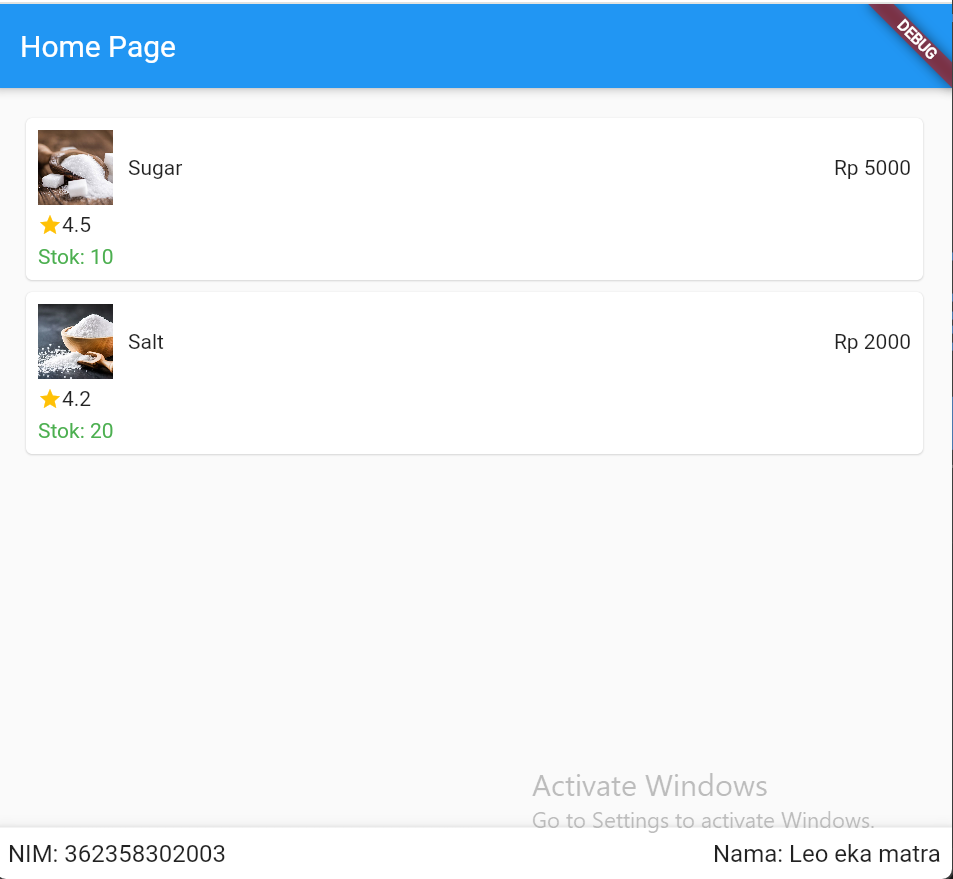 Home Page
DEBUG
Sugar Rp 5000
4.5
Stok: 10
Salt Rp 2000
4.2
Stok: 20
Activate Windows
Go to Settings to activate Windows.
NIM: 362358302003 Nama: Leo eka matra